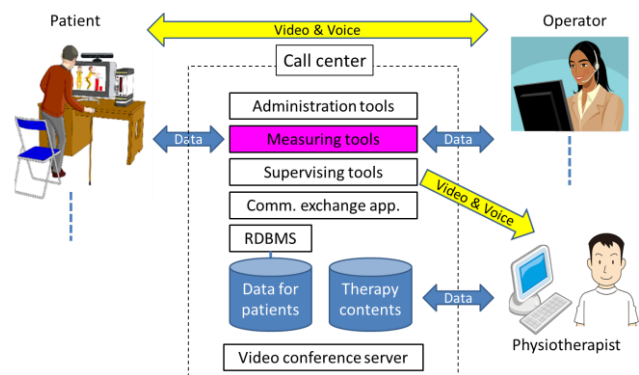 Patient
Operator
Video & Voice
Call center
Administration tools
Data
Measuring tools
Data
Supervising tools
Video & Voice
Comm. exchange app.
RDBMS
Data for
patients
Therapy
contents
Data
Physiotherapist
Video conference server